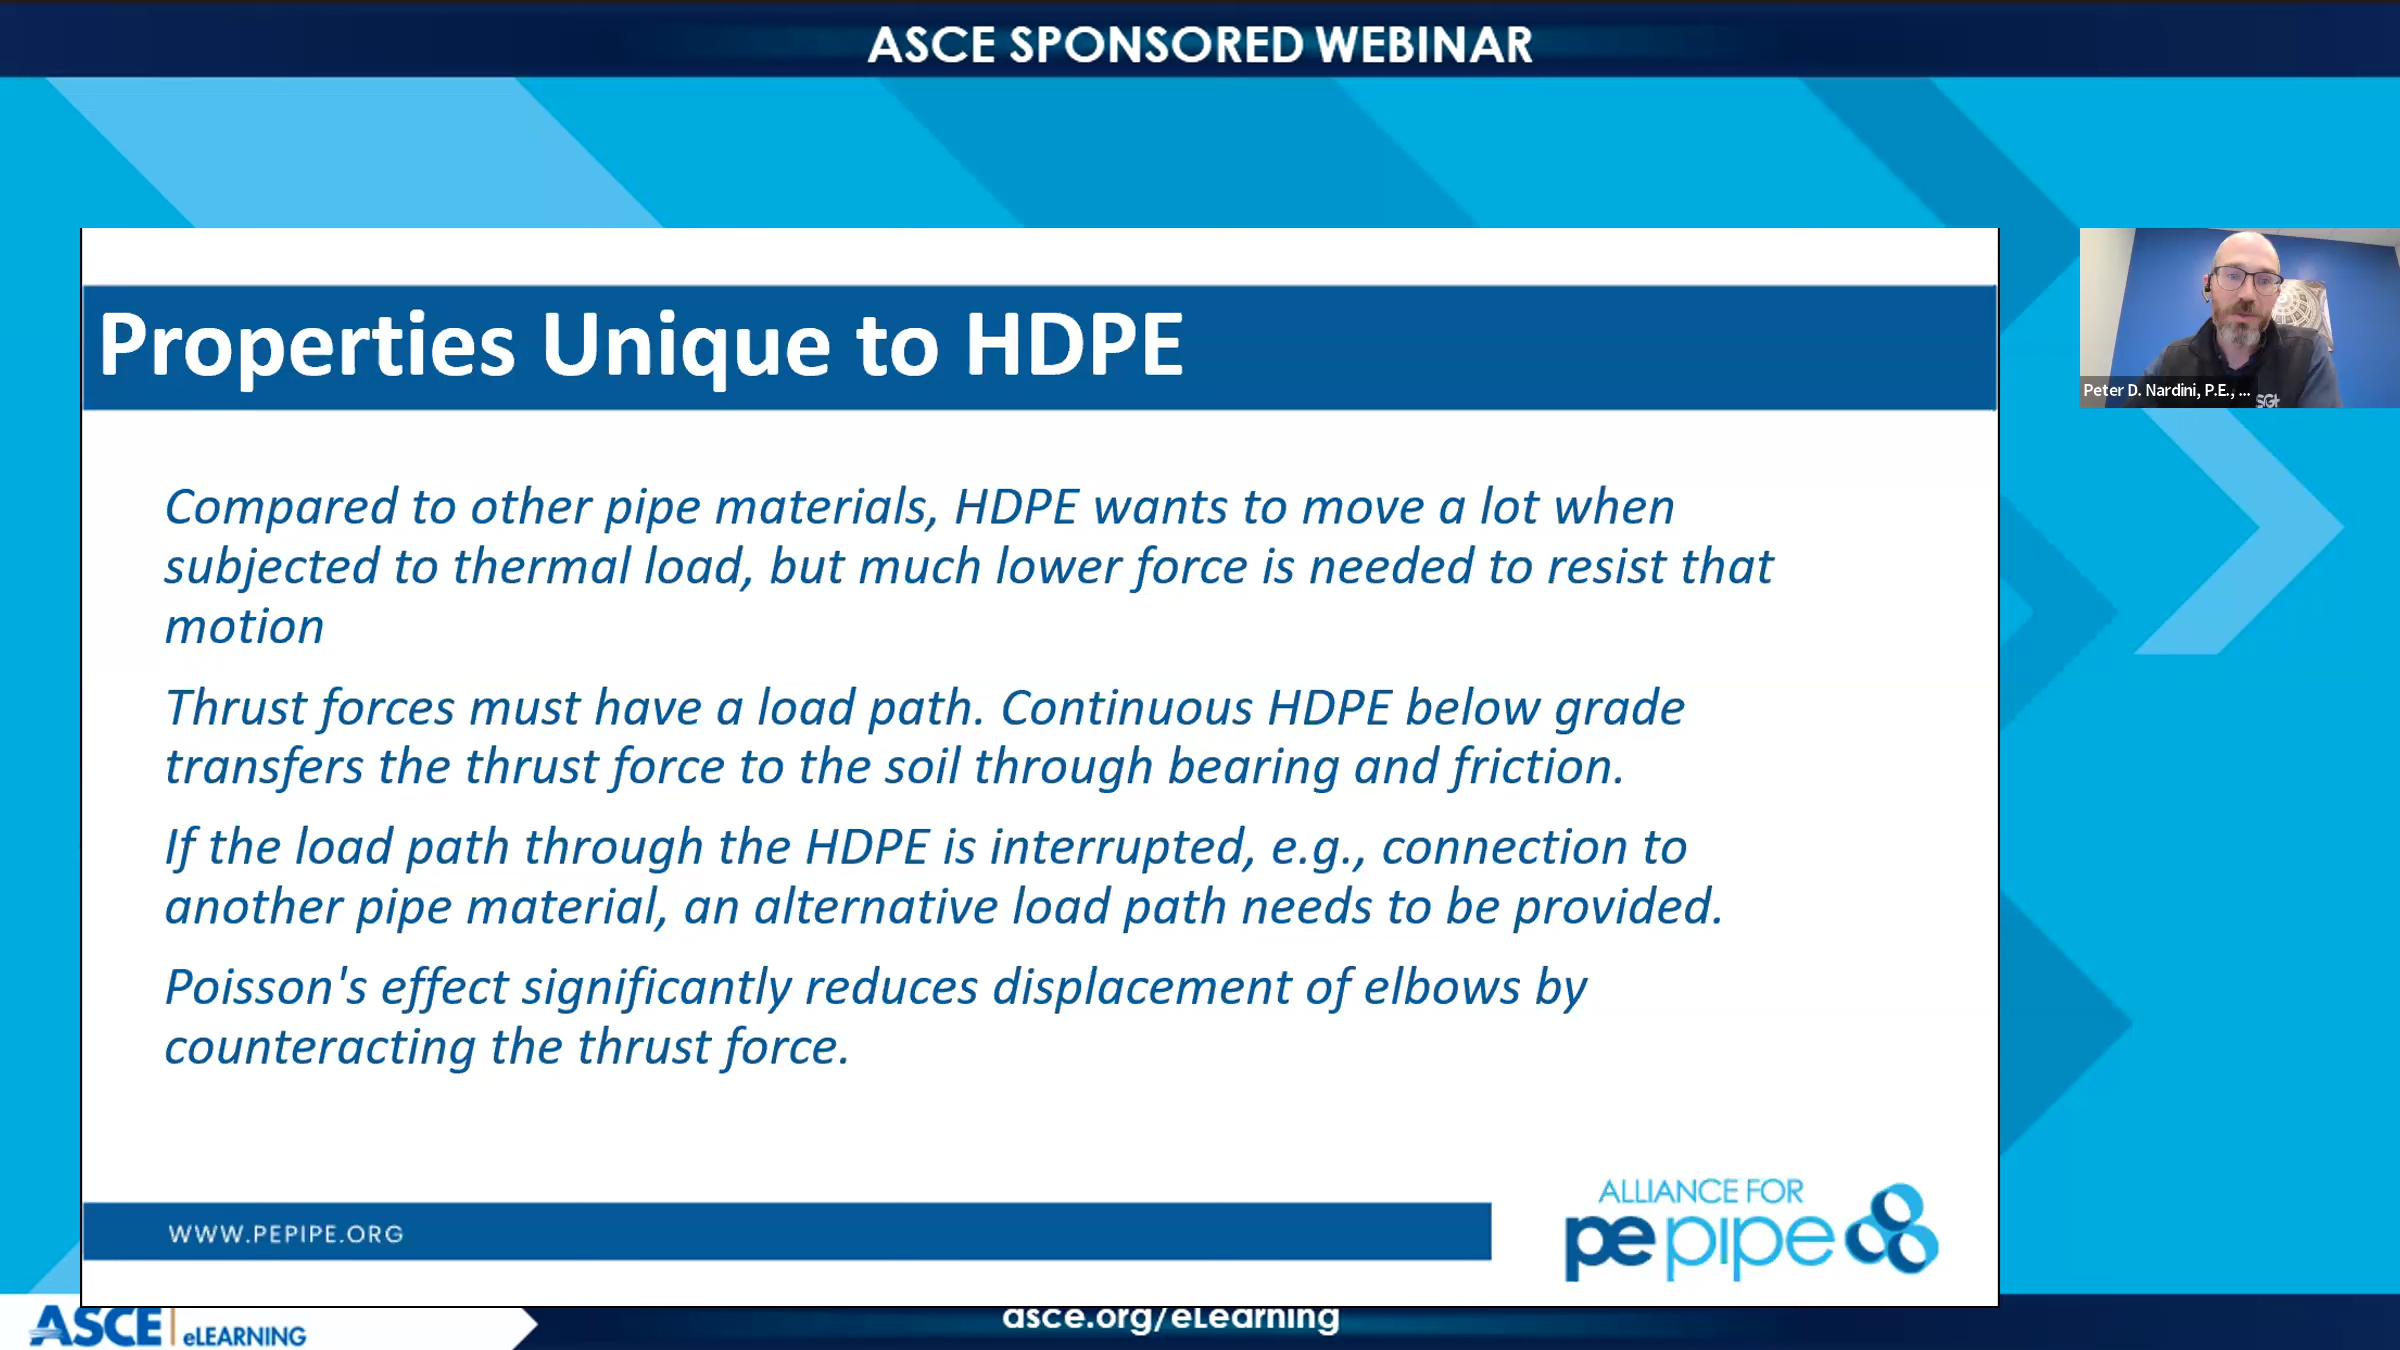 ASCE SPONSORED WEBINAR
Properties Unique to HDPE
Peter D. Nardini, P.E., ...
SGH
Compared to other pipe materials, HDPE wants to move a lot when
subjected to thermal load, but much lower force is needed to resist that
motion
Thrust forces must have a load path. Continuous HDPE below grade
transfers the thrust force to the soil through bearing and friction.
If the load path through the HDPE is interrupted, e.g., connection to
another pipe material, an alternative load path needs to be provided.
Poisson's effect significantly reduces displacement of elbows by
counteracting the thrust force.
WWW.PEPIPE.ORG
ALLIANCE FOR
pe pipe
ASCE eLEARNING
asce.org/eLearning